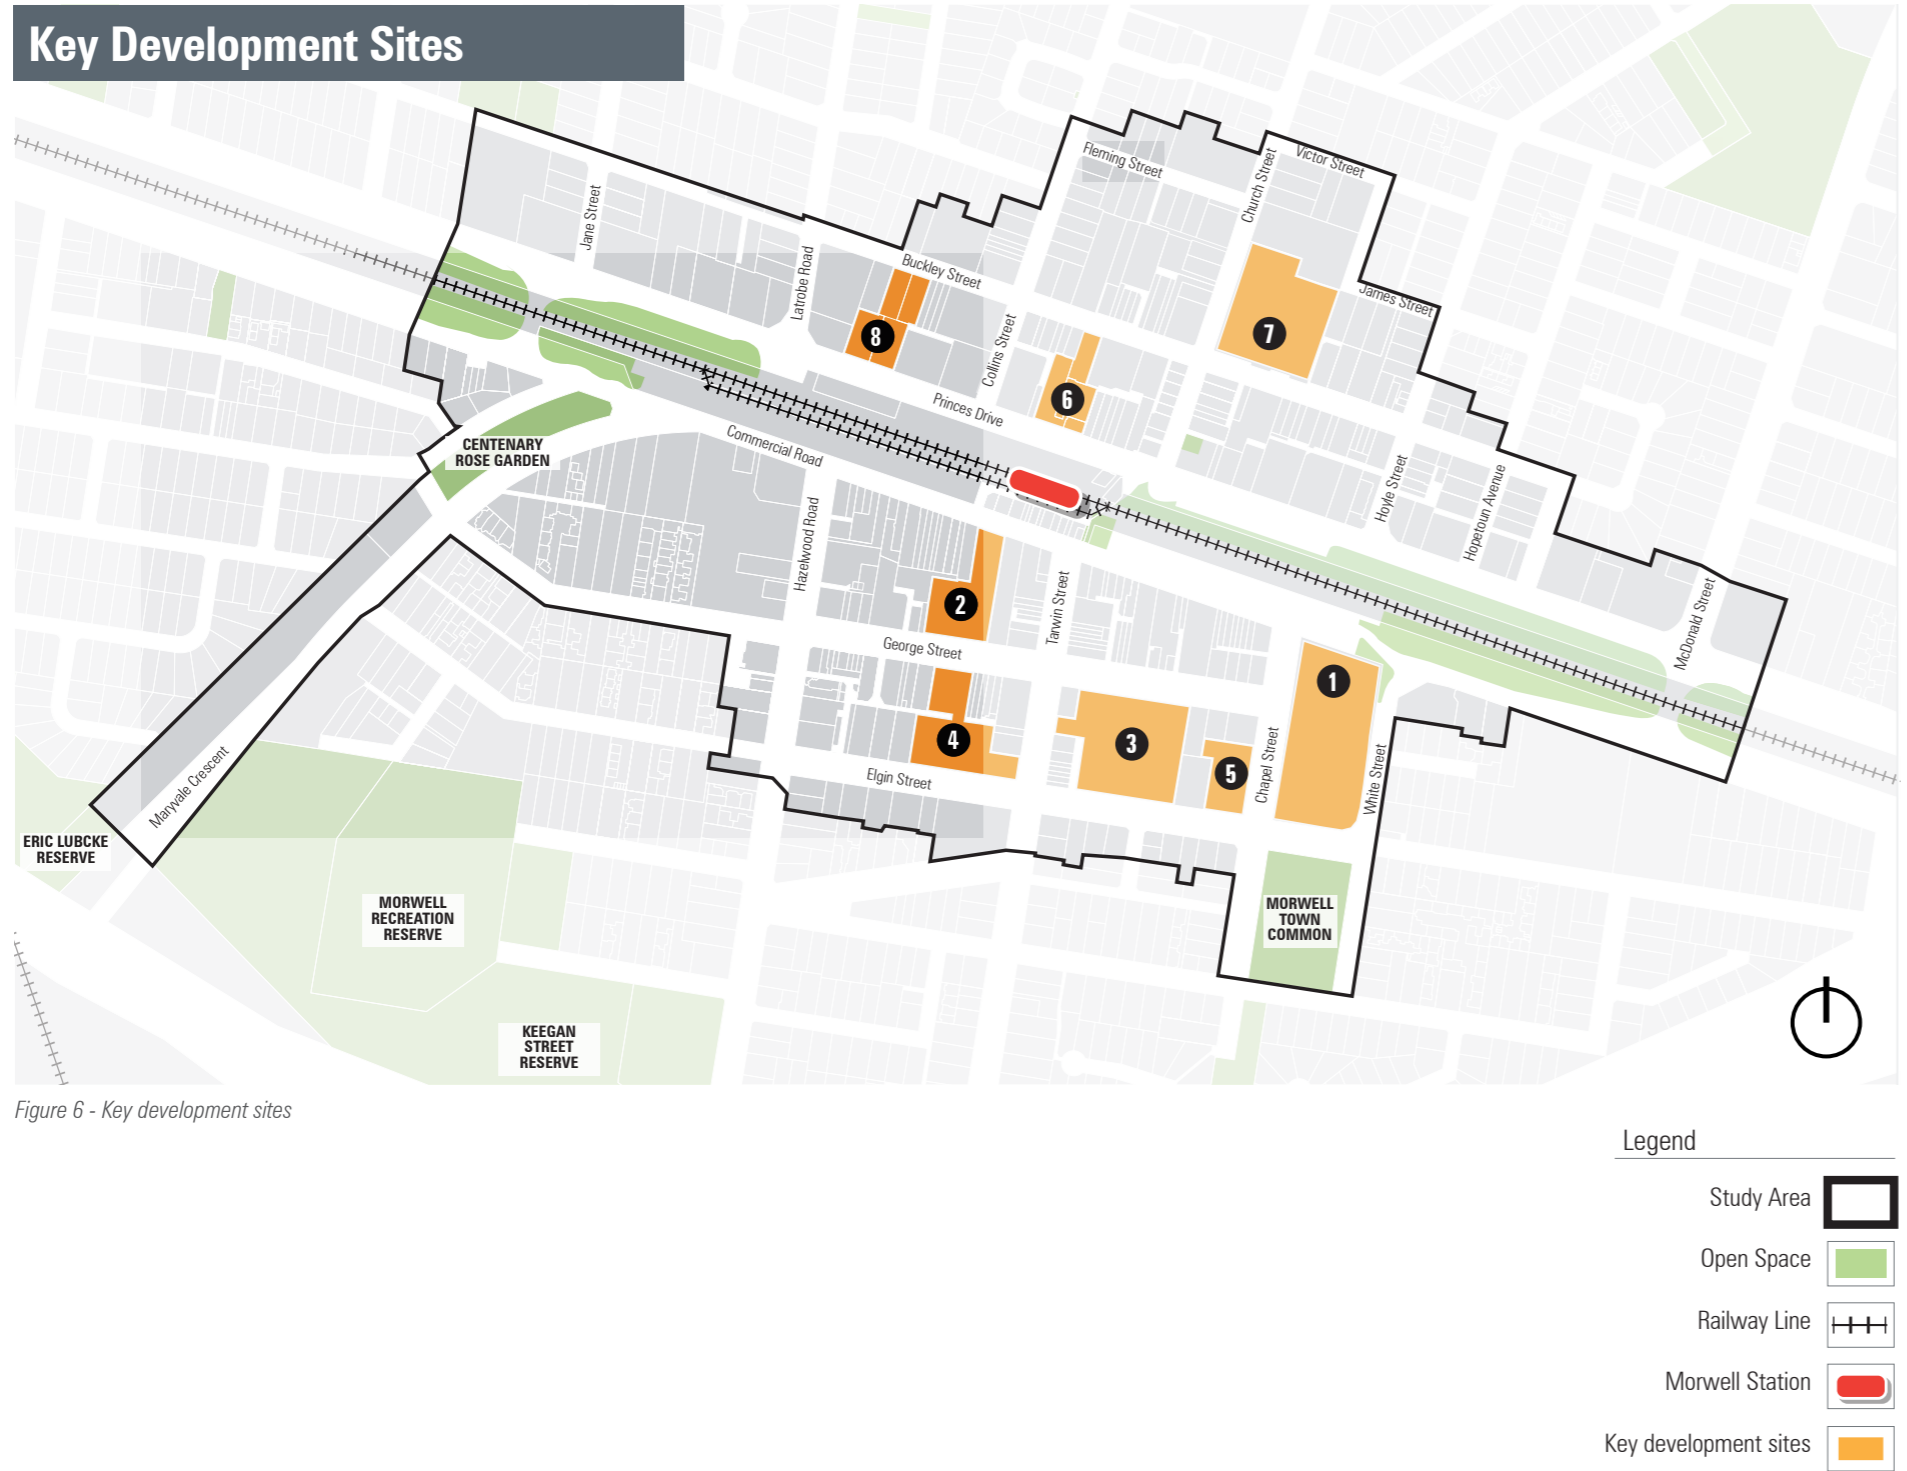 Key Development Sites
Fleming Street
Victor Street
Church Street
Jane Street
Latrobe Road
Buckley Street
James Street
8
7
Collins Street
6
Princes Drive
CENTENARY
ROSE GARDEN
Commercial Road
Hoyle Street
Hopetoun Avenue
Hazelwood Road
2
Tarwin Street
McDonald Street
George Street
1
4
3
5
Elgin Street
Chapel Street
White Street
Maryvale Crescent
ERIC LUBCKE
RESERVE
MORWELL
RECREATION
RESERVE
MORWELL
TOWN
COMMON
KEEGAN
STREET
RESERVE
Figure 6 - Key development sites
Legend
Study Area
Open Space
Railway Line
Morwell Station
Key development sites